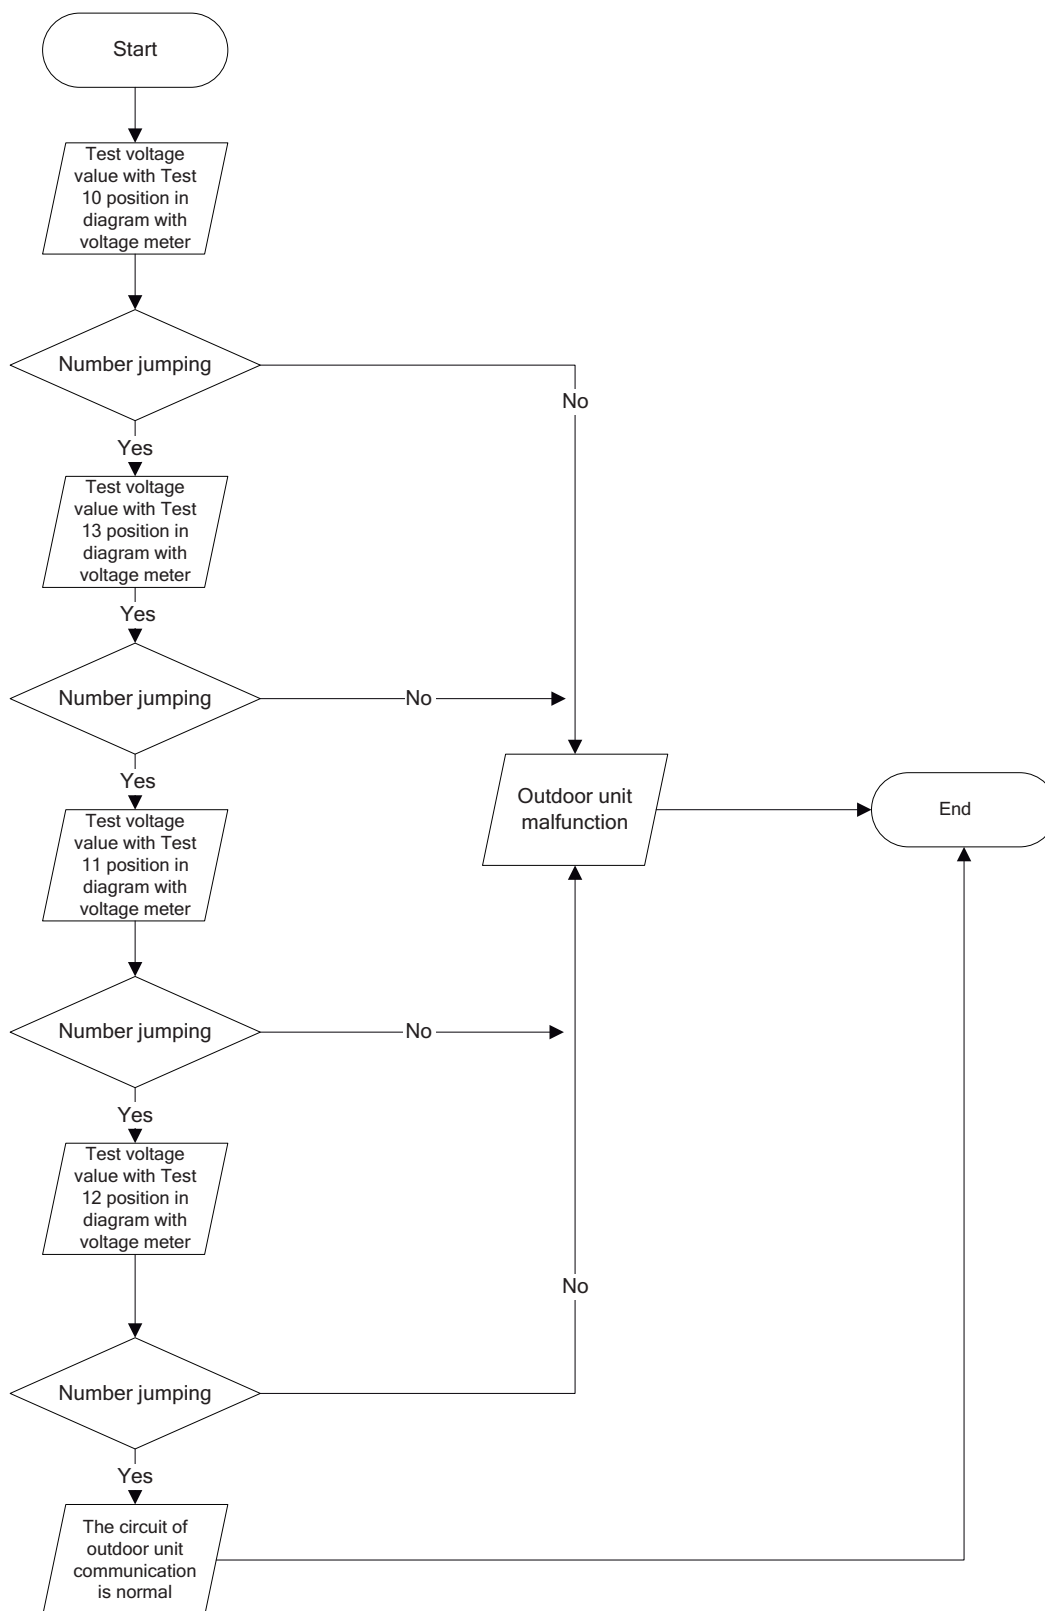 Start
Test voltage
value with Test
10 position in
diagram with
voltage meter
Number jumping
No
Yes
Test voltage
value with Test
13 position in
diagram with
voltage meter
Yes
Number jumping
No
Yes
Test voltage
value with Test
11 position in
diagram with
voltage meter
Outdoor unit
malfunction
End
Number jumping
No
Yes
Test voltage
value with Test
12 position in
diagram with
voltage meter
No
Number jumping
Yes
The circuit of
outdoor unit
communication
is normal